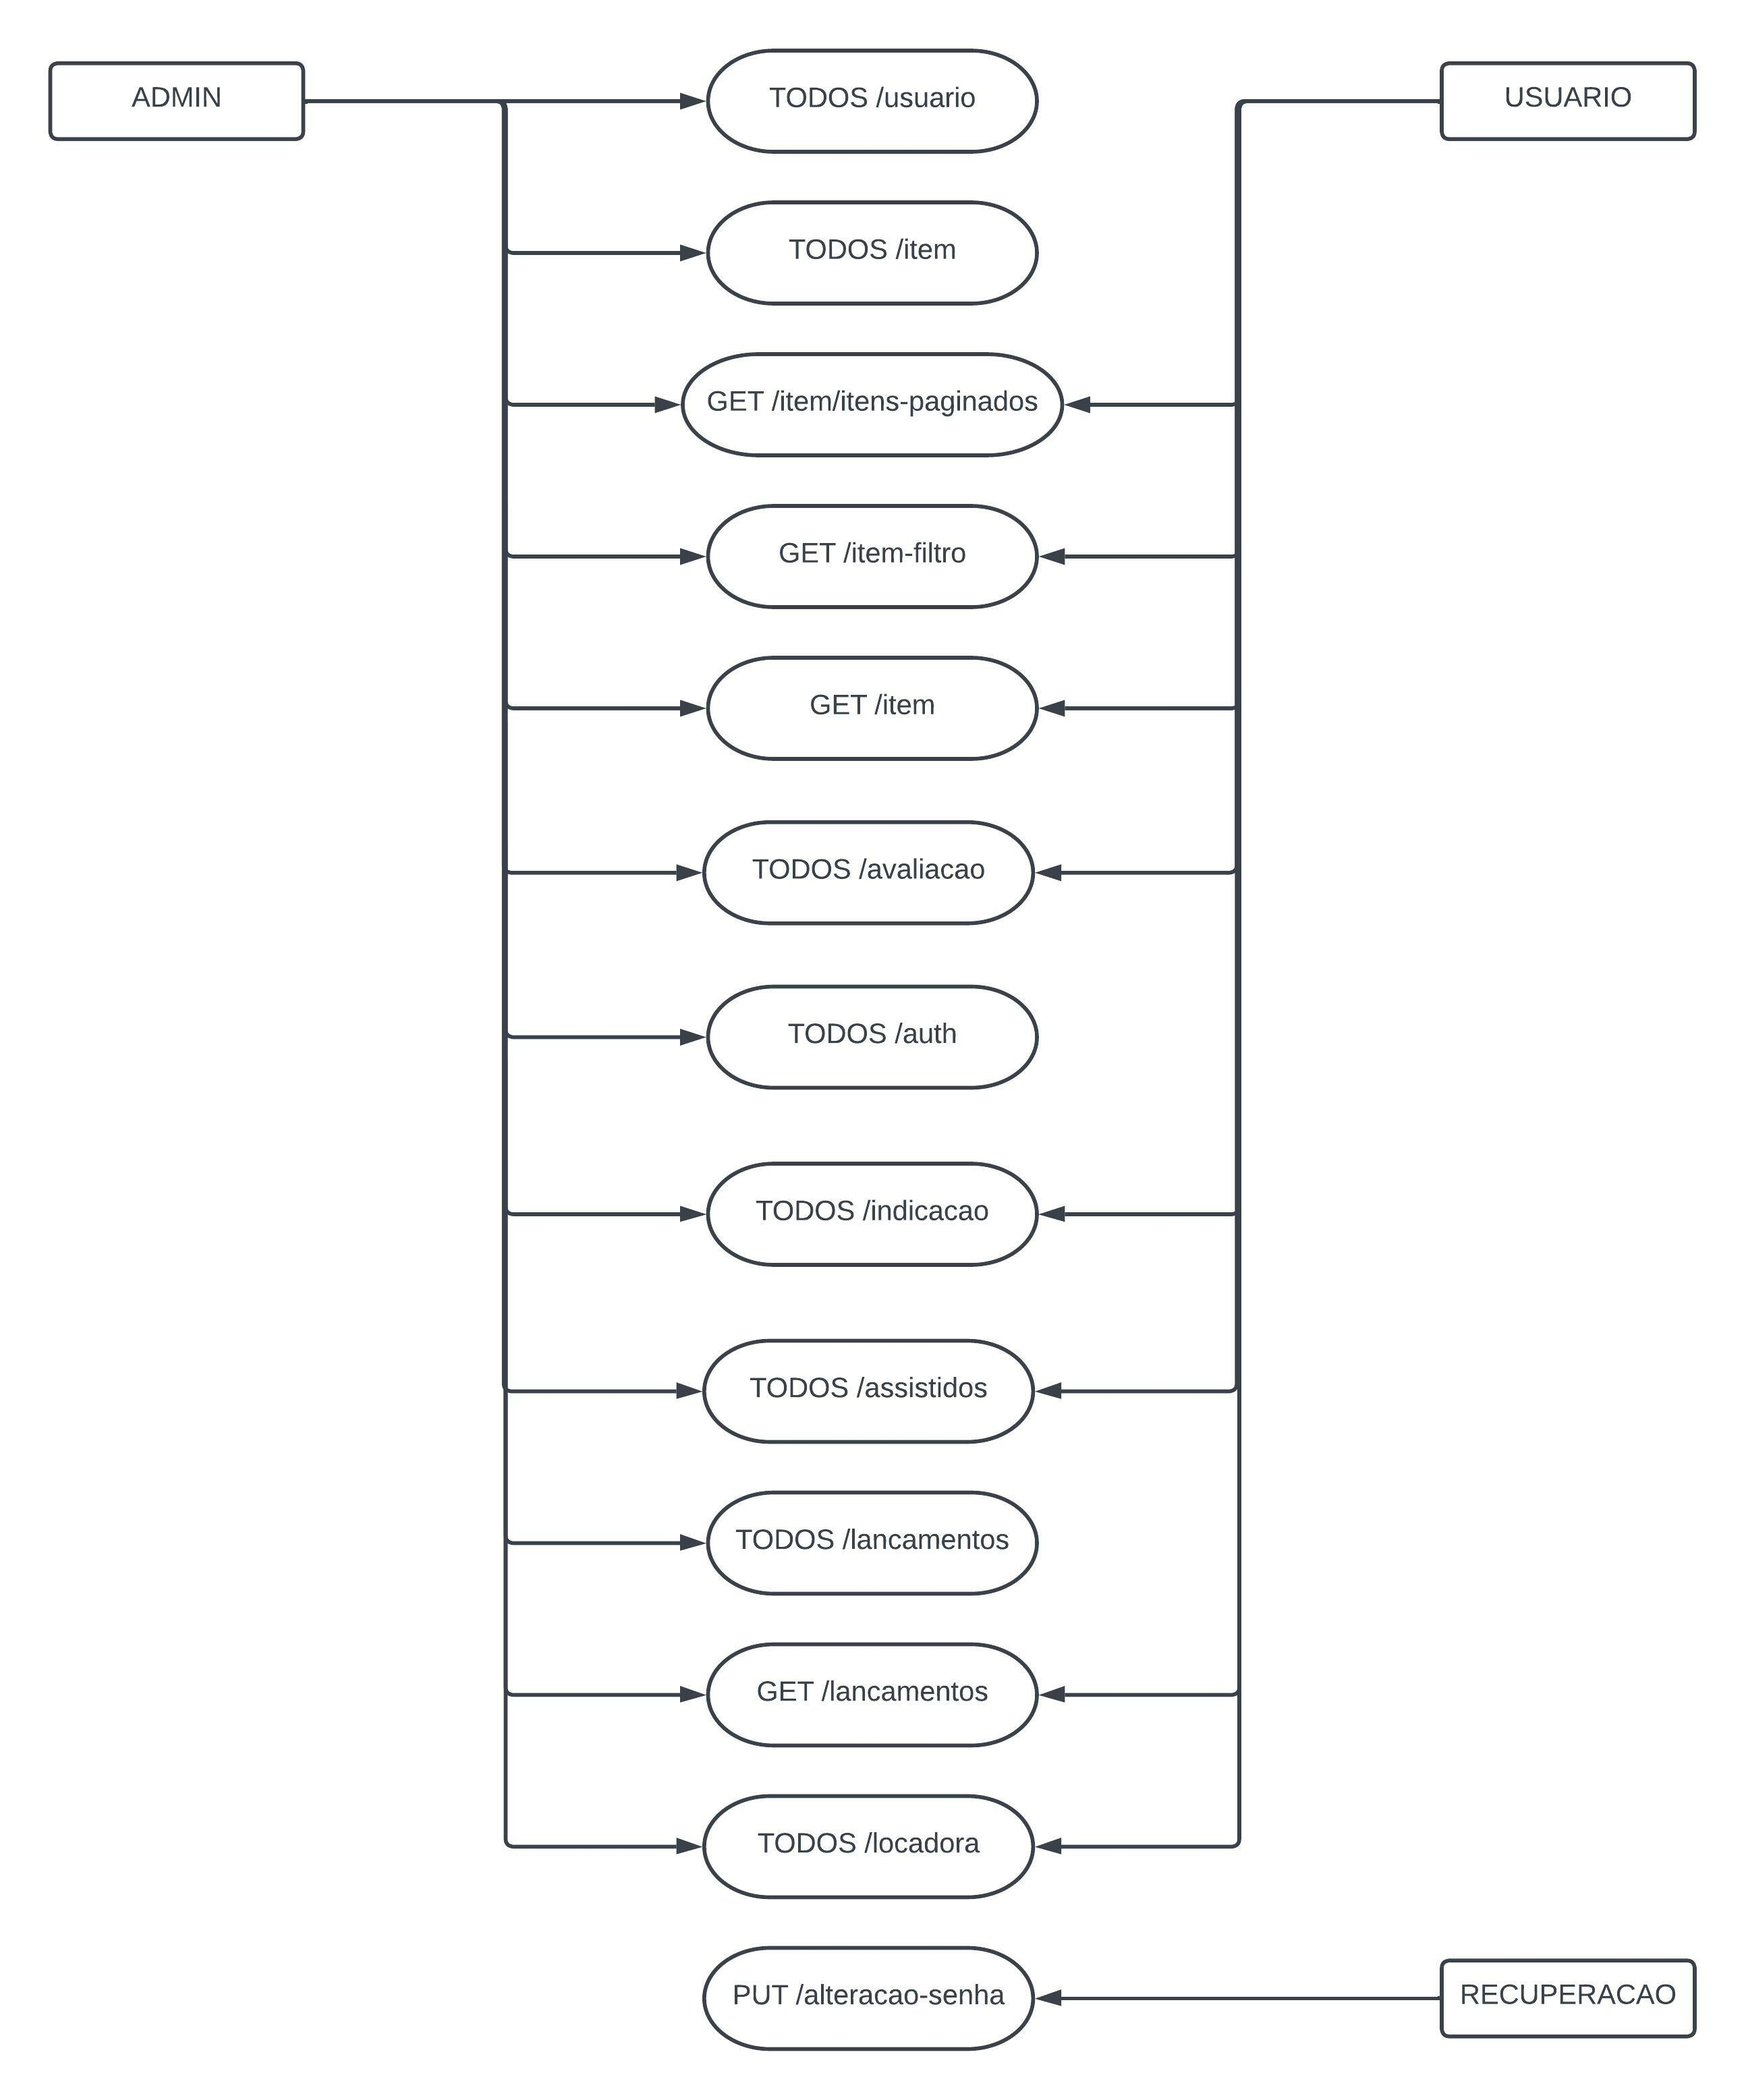 ADMIN
TODOS /usuario
USUARIO
TODOS /item
GET /item/itens-paginados
GET /item-filtro
GET /item
TODOS /avaliacao
TODOS /auth
TODOS /indicacao
TODOS /assistidos
TODOS /lancamentos
GET /lancamentos
TODOS /locadora
PUT /alteracao-senha
RECUPERACAO